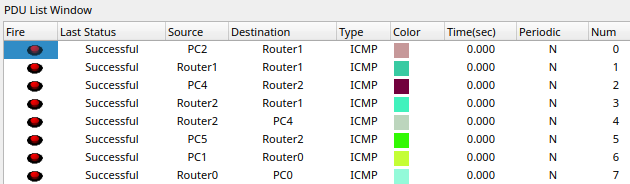 PDU List Window
Fire Last Status Source Destination Type Color Time(sec) Periodic Num
Successful PC2 Router1 ICMP 0.000 N 0
Successful Router1 Router1 ICMP 0.000 N 1
Successful PC4 Router2 ICMP 0.000 N 2
Successful Router2 Router1 ICMP 0.000 N 3
Successful Router2 PC4 ICMP 0.000 N 4
Successful PC5 Router2 ICMP 0.000 N 5
Successful PC1 Router0 ICMP 0.000 N 6
Successful Router0 PC0 ICMP 0.000 N 7